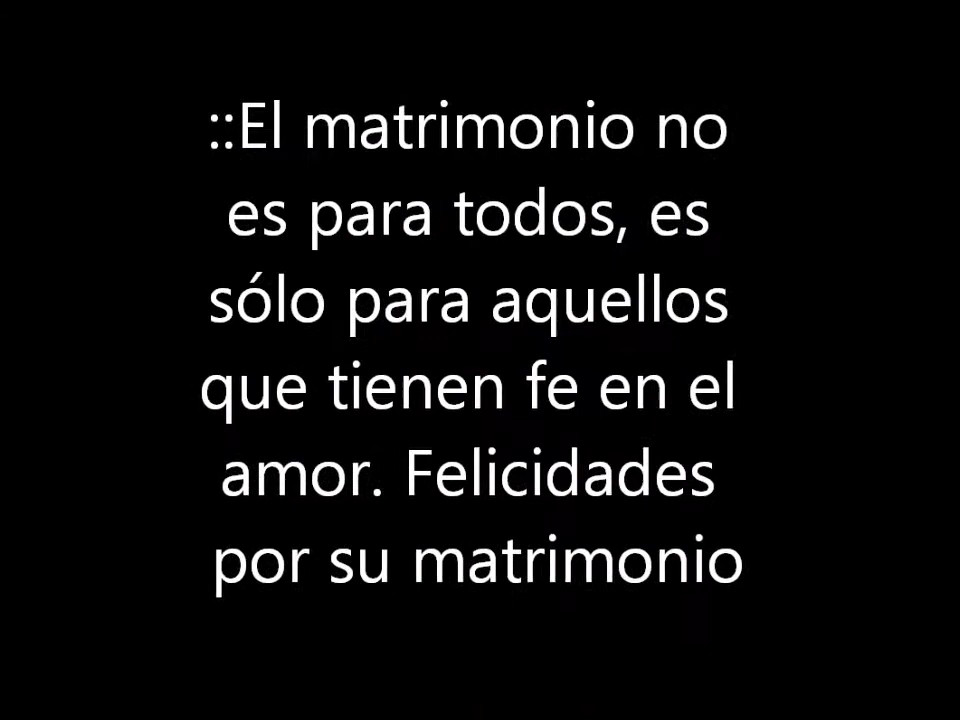 ::El matrimonio no
es para todos, es
sólo para aquellos
que tienen fe en el
amor. Felicidades
por su matrimonio